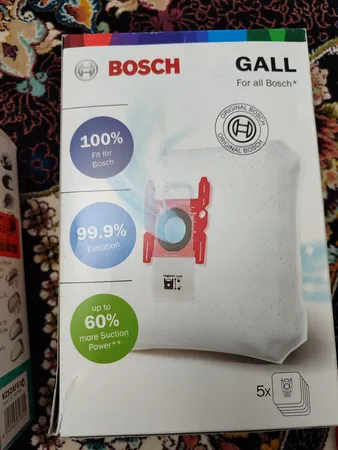 BOSCH
GALL
For all Bosch*
ORIGINAL BOSCH
ORIGINAL BOSCH
100%
Fit for
Bosch
99.9%
Filtration
up to
60%
more Suction
Power**
5x